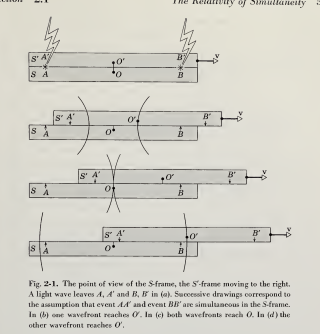 2.1
The Relativity of Simultaneity
S' A' O' B' v
S A O B
S' A' O' B' v
S A O B
S' A' O' B' v
S A O B
S' A' O' B' v
S A O B
Fig. 2-1. The point of view of the S-frame, the S'-frame moving to the right.
A light wave leaves A, A' and B, B' in (a). Successive drawings correspond to
the assumption that event AA' and event BB' are simultaneous in the S-frame.
In (b) one wavefront reaches O'. In (c) both wavefronts reach O. In (d) the
other wavefront reaches O'.